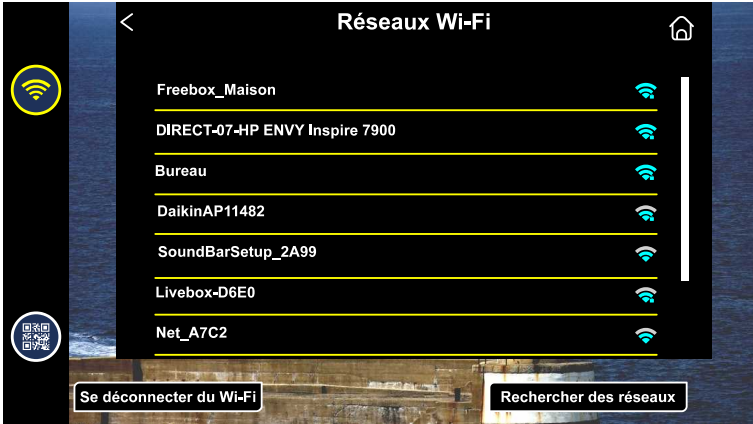 Réseaux Wi-Fi
Freebox_Maison
DIRECT-07-HP ENVY Inspire 7900
Bureau
DaikinAP11482
SoundBarSetup_2A99
Livebox-D6E0
Net_A7C2
Se déconnecter du Wi-Fi
Rechercher des réseaux